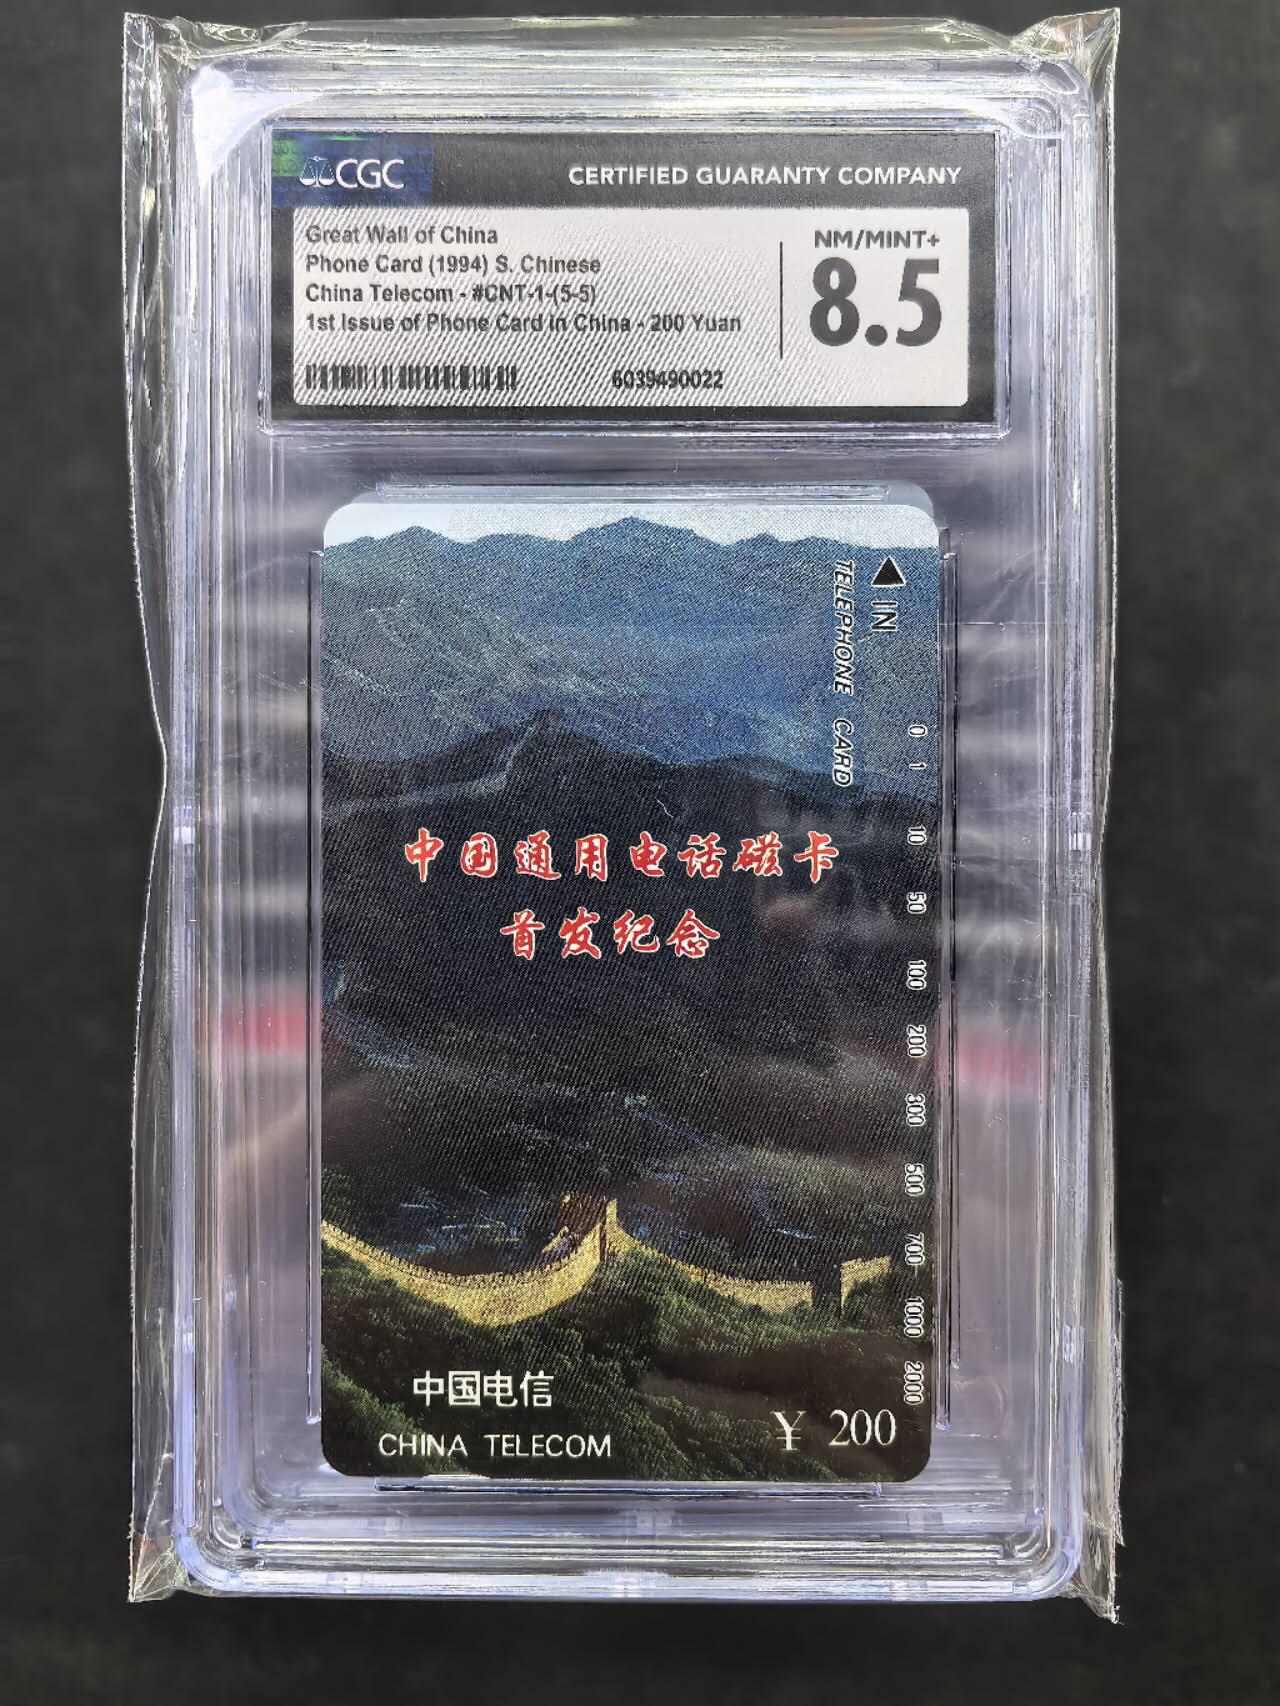 CGC
CERTIFIED GUARANTY COMPANY
Great Wall of China
Phone Card (1994) S. Chinese
China Telecom - #CNT-1-(5-5)
1st Issue of Phone Card in China - 200 Yuan
6039490022
NM/MINT+
8.5
IN
TELEPHONE CARD
0
1
10
50
100
200
300
500
700
1000
2000
中国通用电话磁卡
首发纪念
中国电信
CHINA TELECOM
¥ 200